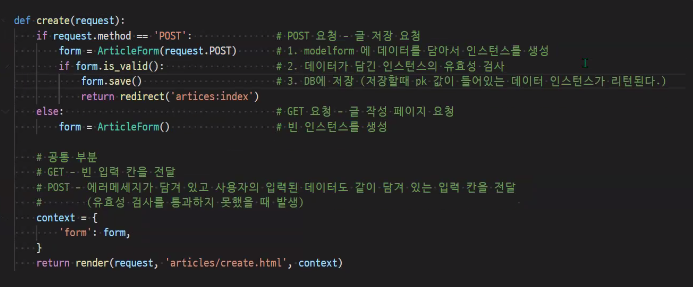 def create(request):
    if request.method == 'POST':            # POST 요청 - 글 저장 요청
        form = ArticleForm(request.POST)    # 1. modelform 에 데이터를 담아서 인스턴스를 생성
        if form.is_valid():                 # 2. 데이터가 담긴 인스턴스의 유효성 검사
            form.save()                     # 3. DB에 저장 (저장할때 pk 값이 들어있는 데이터 인스턴스가 리턴된다.)
            return redirect('artices:index')
    else:                                   # GET 요청 - 글 작성 페이지 요청
        form = ArticleForm()                # 빈 인스턴스를 생성
    # 공통 부분
    # GET - 빈 입력 칸을 전달
    # POST - 에러메세지가 담겨 있고 사용자의 입력된 데이터도 같이 담겨 있는 입력 칸을 전달
    #       (유효성 검사를 통과하지 못했을 때 발생)
    context = {
        'form': form,
    }
    return render(request, 'articles/create.html', context)